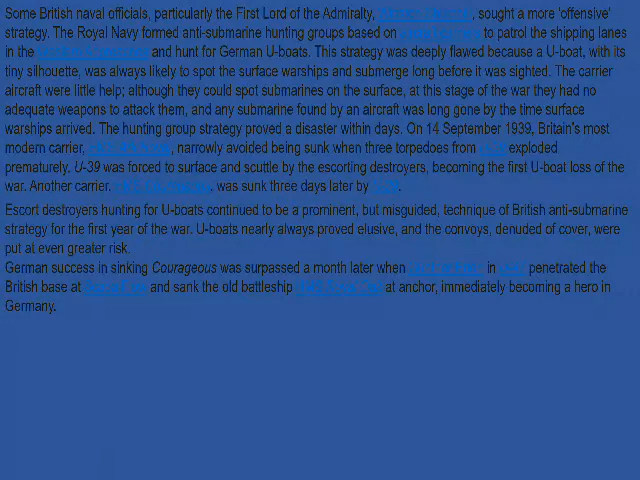 Some British naval officials, particularly the First Lord of the Admiralty, , sought a more 'offensive'
strategy. The Royal Navy formed anti-submarine hunting groups based on to patrol the shipping lanes
in the and hunt for German U-boats. This strategy was deeply flawed because a U-boat, with its
tiny silhouette, was always likely to spot the surface warships and submerge long before it was sighted. The carrier
aircraft were little help; although they could spot submarines on the surface, at this stage of the war they had no
adequate weapons to attack them, and any submarine found by an aircraft was long gone by the time surface
warships arrived. The hunting group strategy proved a disaster within days. On 14 September 1939, Britain's most
modern carrier, , narrowly avoided being sunk when three torpedoes from exploded
prematurely. U-39 was forced to surface and scuttle by the escorting destroyers, becoming the first U-boat loss of the
war. Another carrier, , was sunk three days later by .
Escort destroyers hunting for U-boats continued to be a prominent, but misguided, technique of British anti-submarine
strategy for the first year of the war. U-boats nearly always proved elusive, and the convoys, denuded of cover, were
put at even greater risk.
German success in sinking Courageous was surpassed a month later when in penetrated the
British base at and sank the old battleship at anchor, immediately becoming a hero in
Germany.